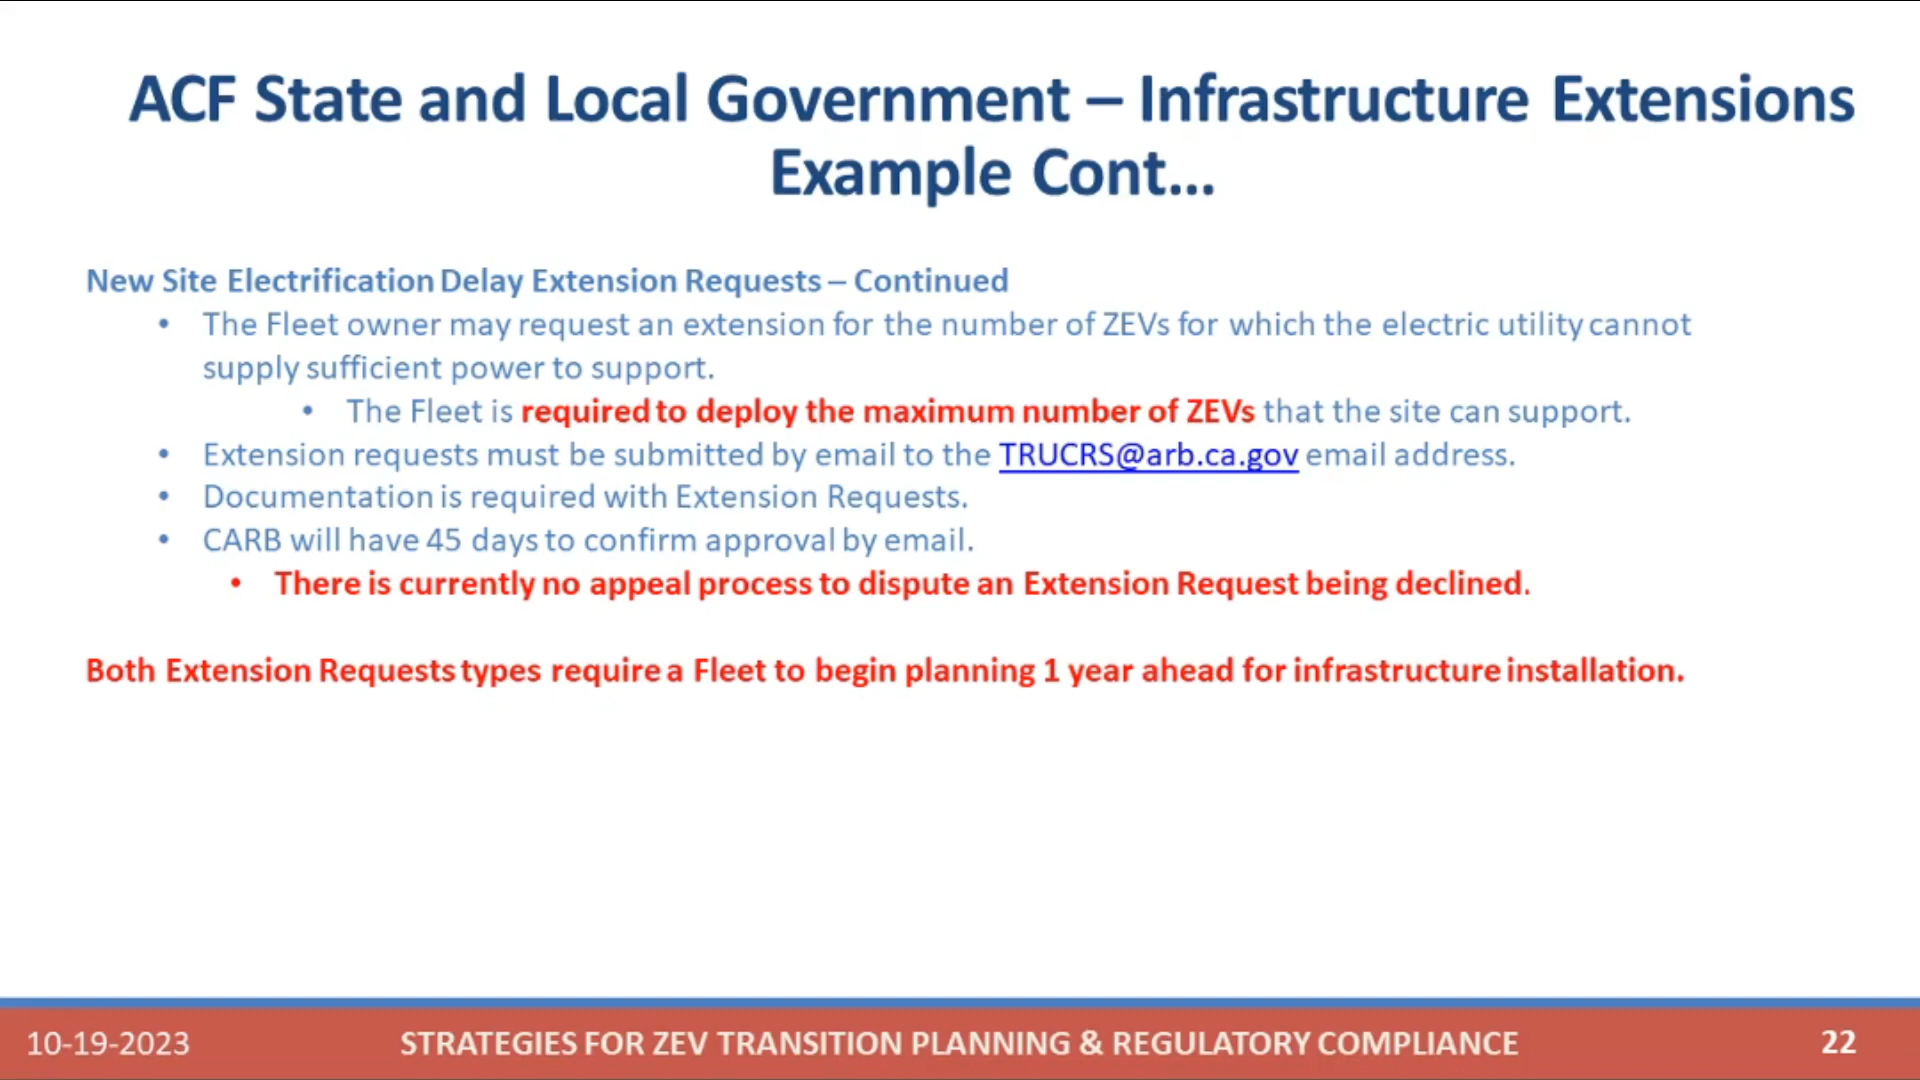 ACF State and Local Government – Infrastructure Extensions
Example Cont...
New Site Electrification Delay Extension Requests – Continued
• The Fleet owner may request an extension for the number of ZEVs for which the electric utility cannot
supply sufficient power to support.
• The Fleet is required to deploy the maximum number of ZEVs that the site can support.
• Extension requests must be submitted by email to the TRUCRS@arb.ca.gov email address.
• Documentation is required with Extension Requests.
• CARB will have 45 days to confirm approval by email.
• There is currently no appeal process to dispute an Extension Request being declined.
Both Extension Requests types require a Fleet to begin planning 1 year ahead for infrastructure installation.
10-19-2023 STRATEGIES FOR ZEV TRANSITION PLANNING & REGULATORY COMPLIANCE 22